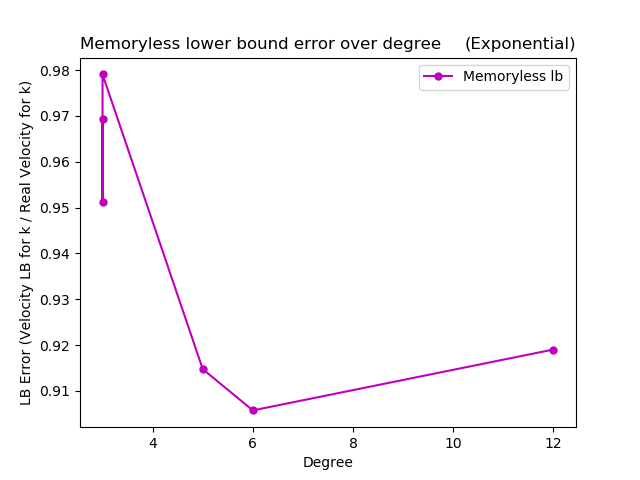 Memoryless lower bound error over degree (Exponential)
Memoryless lb
LB Error (Velocity LB for k / Real Velocity for k)
0.98
0.97
0.96
0.95
0.94
0.93
0.92
0.91
4 6 8 10 12
Degree